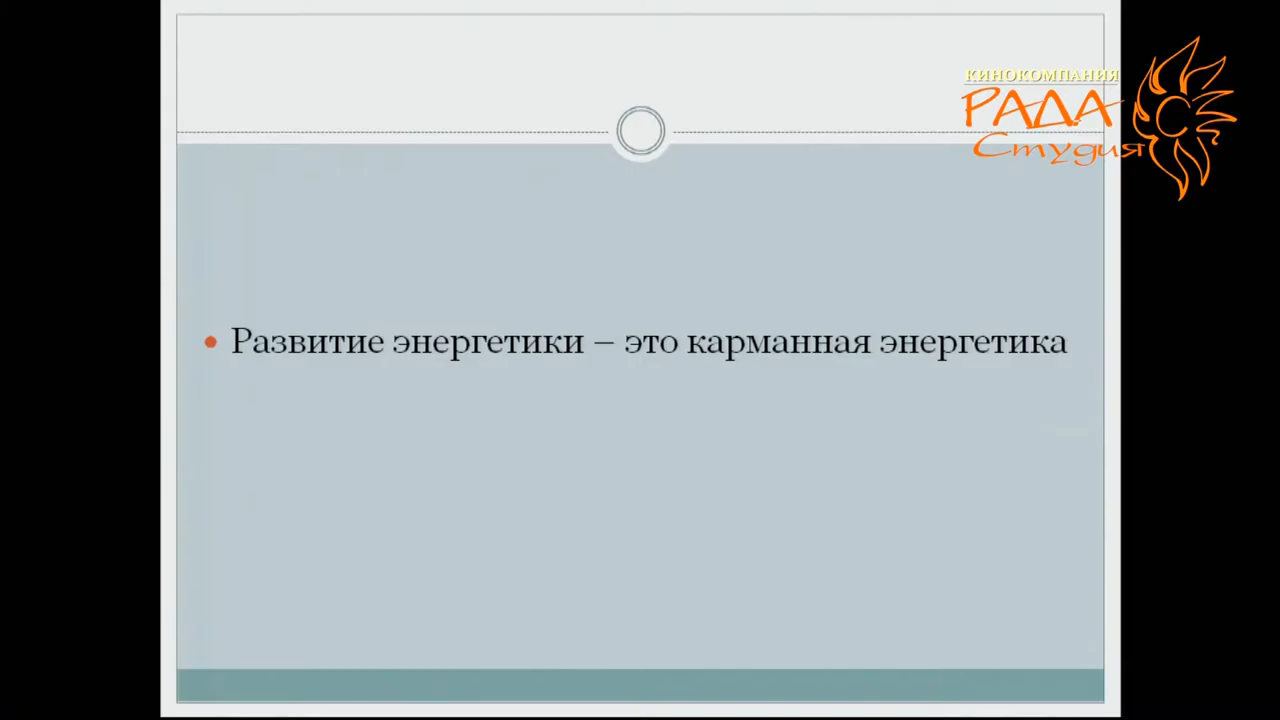 КИНОКОМПАНИЯ
РАДА
Студия
Развитие энергетики – это карманная энергетика